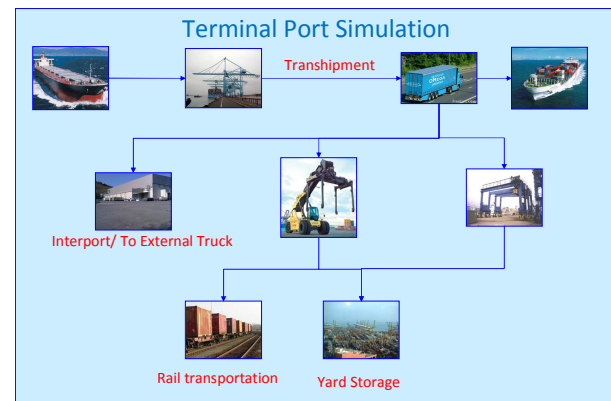 Terminal Port Simulation
Transhipment
Interport/ To External Truck
Rail transportation
Yard Storage